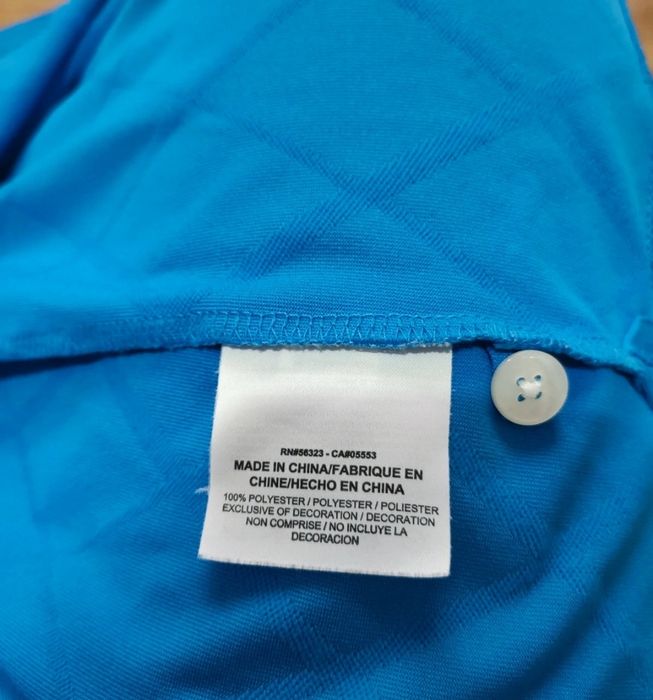 RN#56323 - CA#05553
MADE IN CHINA/FABRIQUE EN
CHINE/HECHO EN CHINA
100% POLYESTER / POLYESTER / POLIESTER
EXCLUSIVE OF DECORATION / DECORATION
NON COMPRISE / NO INCLUYE LA
DECORACION